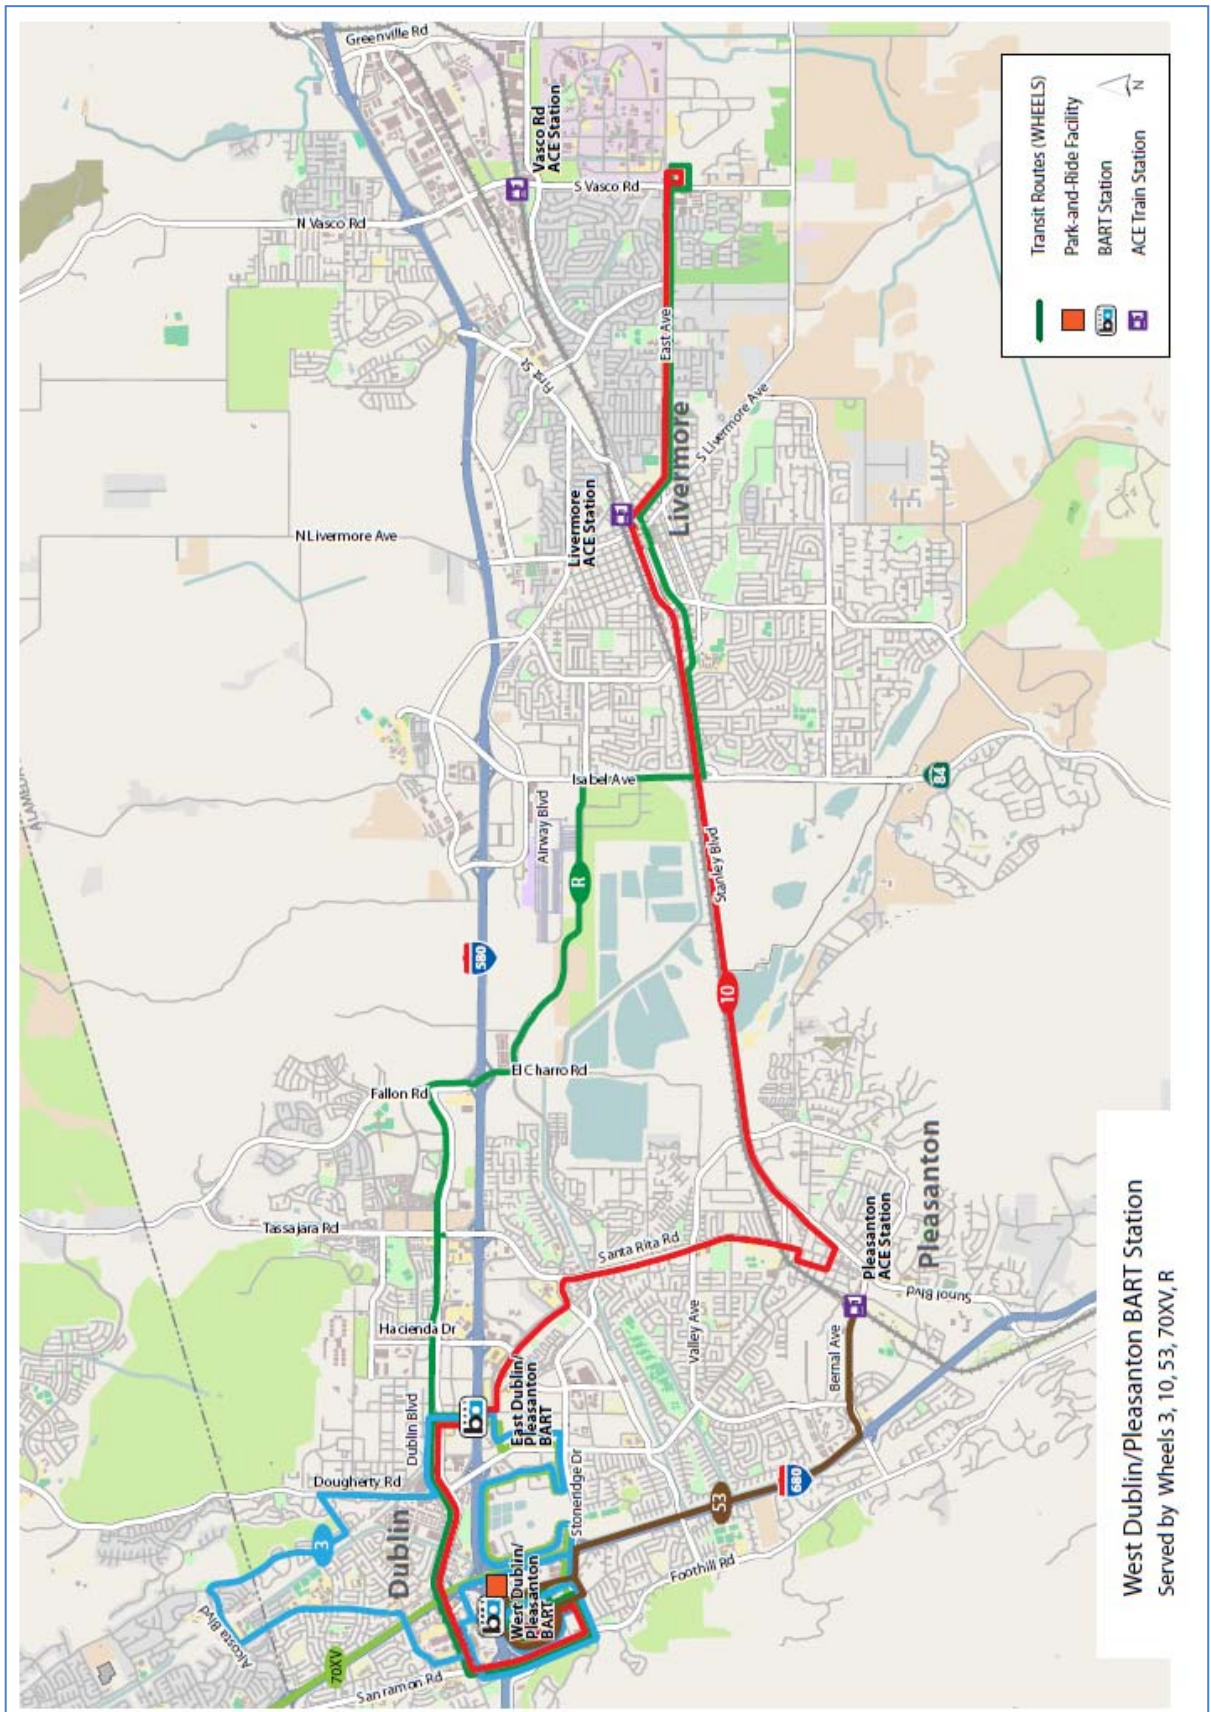 Greenville Rd
Vasco Rd
ACE Station
S Vasco Rd
N Vasco Rd
First St
East Ave
S Livermore Ave
Livermore
Livermore
ACE Station
N Livermore Ave
Isabel Ave
Airway Blvd
84
Stanley Blvd
R
580
10
El Charro Rd
Fallon Rd
Tassajara Rd
Santa Rita Rd
Pleasanton
Pleasanton
ACE Station
Sunol Blvd
Hacienda Dr
Valley Ave
Bernal Ave
Dublin Blvd
East Dublin/
Pleasanton
BART
Dougherty Rd
Stoneridge Dr
680
53
3
Dublin
Foothill Rd
West Dublin/
Pleasanton
BART
Alcosta Blvd
70XV
San ramon Rd
Transit Routes (WHEELS)
Park-and-Ride Facility
BART Station
ACE Train Station
N
West Dublin/Pleasanton BART Station
Served by Wheels 3, 10, 53, 70XV, R